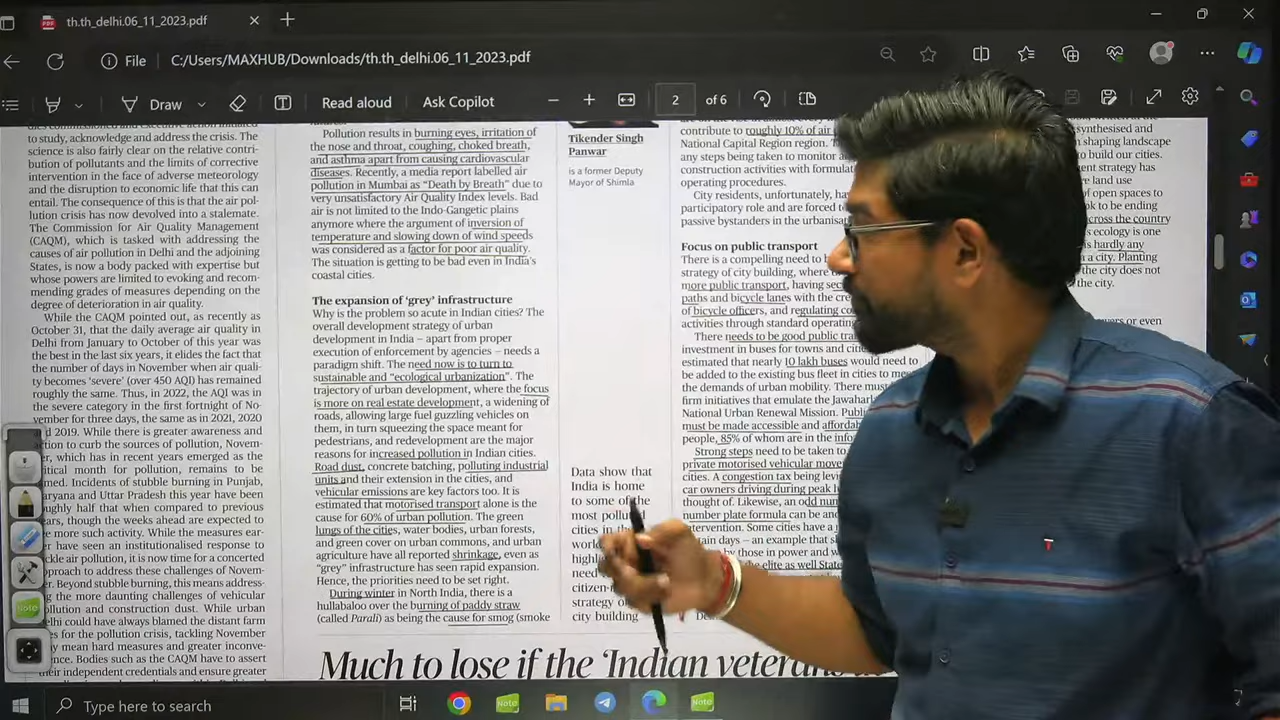 th.th_delhi.06_11_2023.pdf
File
C:/Users/MAXHUB/Downloads/th.th_delhi.06_11_2023.pdf
Draw
Read aloud
Ask Copilot
2 of 6
to study, acknowledge and address the crisis. The
science is also fairly clear on the relative contri-
bution of pollutants and the limits of corrective
intervention in the face of adverse meteorology
and the disruption to economic life that this can
entail. The consequence of this is that the air pol-
lution crisis has now devolved into a stalemate.
The Commission for Air Quality Management
(CAQM), which is tasked with addressing the
causes of air pollution in Delhi and the adjoining
States, is now a body packed with expertise but
whose powers are limited to evoking and recom-
mending grades of measures depending on the
degree of deterioration in air quality.
While the CAQM pointed out, as recently as
October 31, that the daily average air quality in
Delhi from January to October of this year was
the best in the last six years, it elides the fact that
the number of days in November when air quali-
ty becomes ‘severe’ (over 450 AQI) has remained
roughly the same. Thus, in 2022, the AQI was in
the severe category in the first fortnight of No-
vember for three days, the same as in 2021, 2020
and 2019. While there is greater awareness and
action to curb the sources of pollution, Novem-
ber, which has in recent years emerged as the
critical month for pollution, remains to be
Incidents of stubble burning in Punjab,
Haryana and Uttar Pradesh this year have been
roughly half that when compared to previous
years, though the weeks ahead are expected to
more such activity. While the measures ear-
have seen an institutionalised response to
tackle air pollution, it is now time for a concerted
approach to address these challenges of Novem-
Beyond stubble burning, this means address-
the more daunting challenges of vehicular
pollution and construction dust. While urban
Delhi could have always blamed the distant farm
for the pollution crisis, tackling November
may mean hard measures and greater inconve-
nience. Bodies such as the CAQM have to assert
their independent credentials and ensure greater
Pollution results in burning eyes, irritation of
the nose and throat, coughing, choked breath,
and asthma apart from causing cardiovascular
diseases. Recently, a media report labelled air
pollution in Mumbai as “Death by Breath” due to
very unsatisfactory Air Quality Index levels. Bad
air is not limited to the Indo-Gangetic plains
anymore where the argument of inversion of
temperature and slowing down of wind speeds
was considered as a factor for poor air quality.
The situation is getting to be bad even in India’s
coastal cities.
The expansion of ‘grey’ infrastructure
Why is the problem so acute in Indian cities? The
overall development strategy of urban
development in India – apart from proper
execution of enforcement by agencies – needs a
paradigm shift. The need now is to turn to
sustainable and “ecological urbanization”. The
trajectory of urban development, where the focus
is more on real estate development, a widening of
roads, allowing large fuel guzzling vehicles on
them, in turn squeezing the space meant for
pedestrians, and redevelopment are the major
reasons for increased pollution in Indian cities.
Road dust, concrete batching, polluting industrial
units and their extension in the cities, and
vehicular emissions are key factors too. It is
estimated that motorised transport alone is the
cause for 60% of urban pollution. The green
lungs of the cities, water bodies, urban forests,
and green cover on urban commons, and urban
agriculture have all reported shrinkage, even as
“grey” infrastructure has seen rapid expansion.
Hence, the priorities need to be set right.
During winter in North India, there is a
hullabaloo over the burning of paddy straw
(called Parali) as being the cause for smog (smoke
Tikender Singh
Panwar
is a former Deputy
Mayor of Shimla
Data show that
India is home
to some of the
most polluted
cities in the
need
strategy of
city building
contribute to roughly 10% of air
National Capital Region region.
any steps being taken to monitor
construction activities with
operating procedures.
City residents, unfortunately,
participatory role and are forced
passive bystanders in the
Focus on public transport
There is a compelling need to
strategy of city building, where
more public transport, having
paths and bicycle lanes with the
of bicycle officers, and regulating
activities through standard
There needs to be good public
investment in buses for towns and
estimated that nearly 10 lakh buses would need to
be added to the existing bus fleet in cities to meet
the demands of urban mobility. There must
firm initiatives that emulate the
National Urban Renewal Mission.
must be made accessible and
people, 85% of whom are in the
Strong steps need to be taken to
private motorised vehicular
A congestion tax being
car owners driving during peak
thought of. Likewise, an
number plate formula can be
intervention. Some cities have a
days – an example that
by those in power and
the elite as well
synthesised and
shaping landscape
to build our cities.
strategy has
land use
of open spaces to
to be ending
across the country
ecology is one
is hardly any
a city. Planting
the city does not
the city.
or even
Much to lose if the ‘Indian
Note
Type here to search
Note
Note